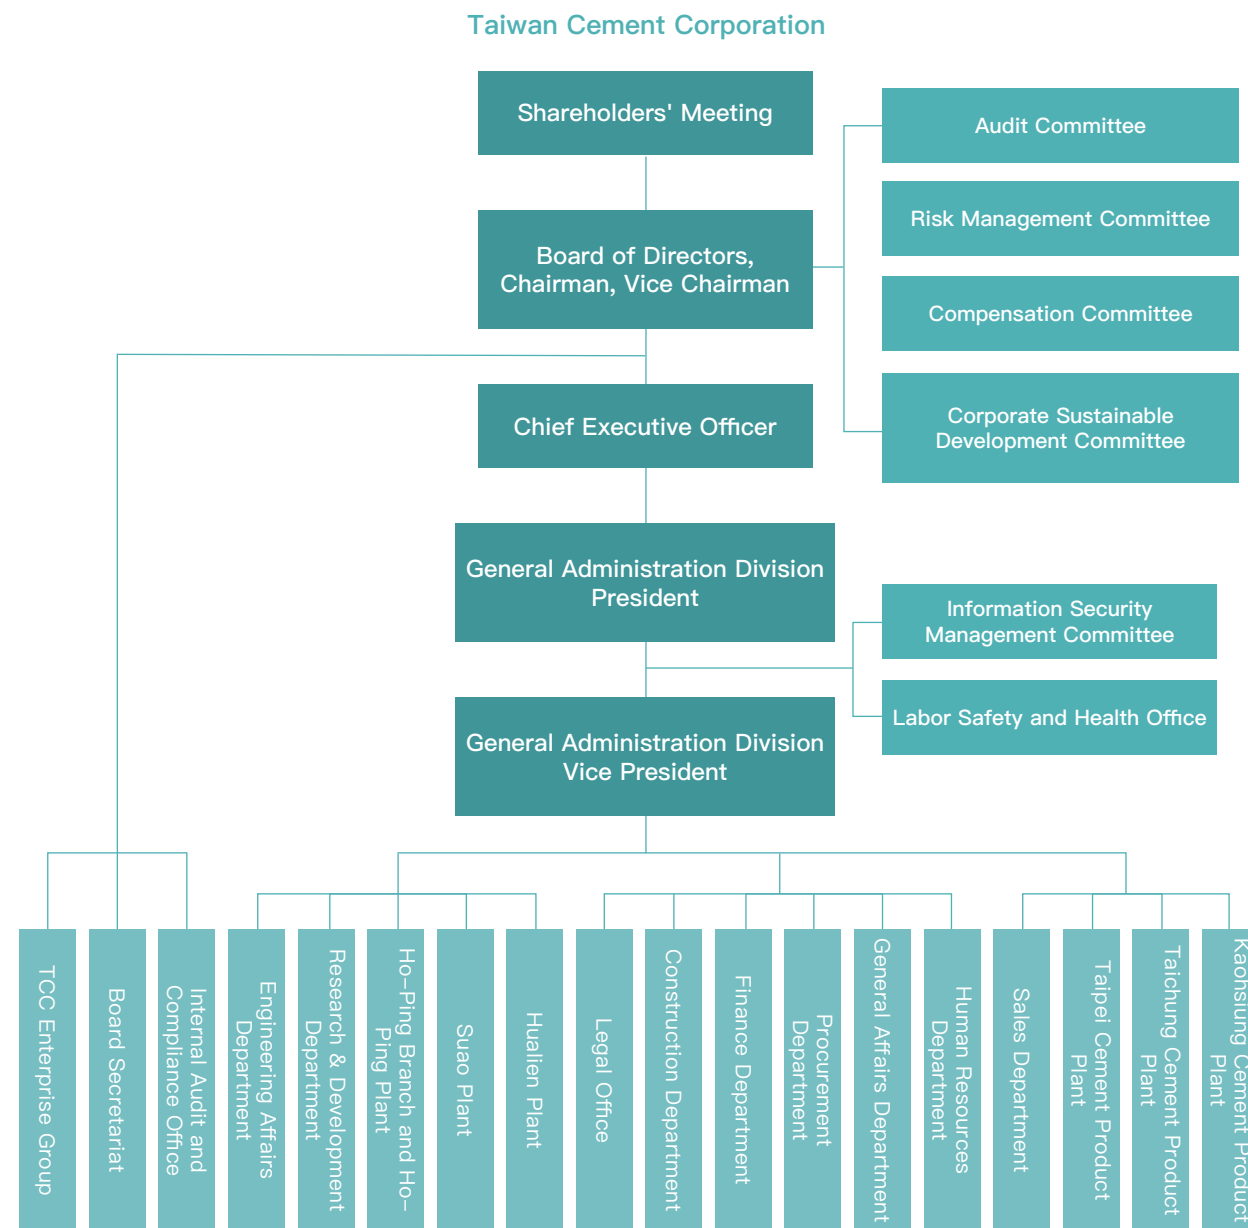 Taiwan Cement Corporation
Shareholders' Meeting
Audit Committee
Risk Management Committee
Board of Directors,
Chairman, Vice Chairman
Compensation Committee
Chief Executive Officer
Corporate Sustainable
Development Committee
General Administration Division
President
Information Security
Management Committee
Labor Safety and Health Office
General Administration Division
Vice President
TCC Enterprise Group
Board Secretariat
Internal Audit and
Compliance Office
Engineering Affairs
Department
Research & Development
Department
Ho-Ping Branch and Ho-
Ping Plant
Suao Plant
Hualien Plant
Legal Office
Construction Department
Finance Department
Procurement
Department
General Affairs Department
Human Resources
Department
Sales Department
Taipei Cement Product
Plant
Taichung Cement Product
Plant
Kaohsiung Cement Product
Plant